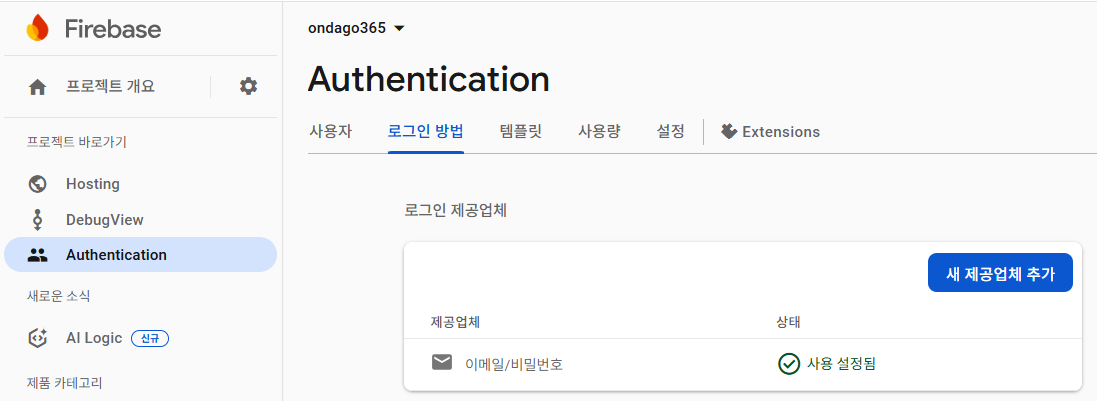 Firebase
프로젝트 개요
프로젝트 바로가기
Hosting
DebugView
Authentication
새로운 소식
AI Logic 신규
제품 카테고리
ondago365
Authentication
사용자 로그인 방법 템플릿 사용량 설정 Extensions
로그인 제공업체
새 제공업체 추가
제공업체 상태
이메일/비밀번호 사용 설정됨